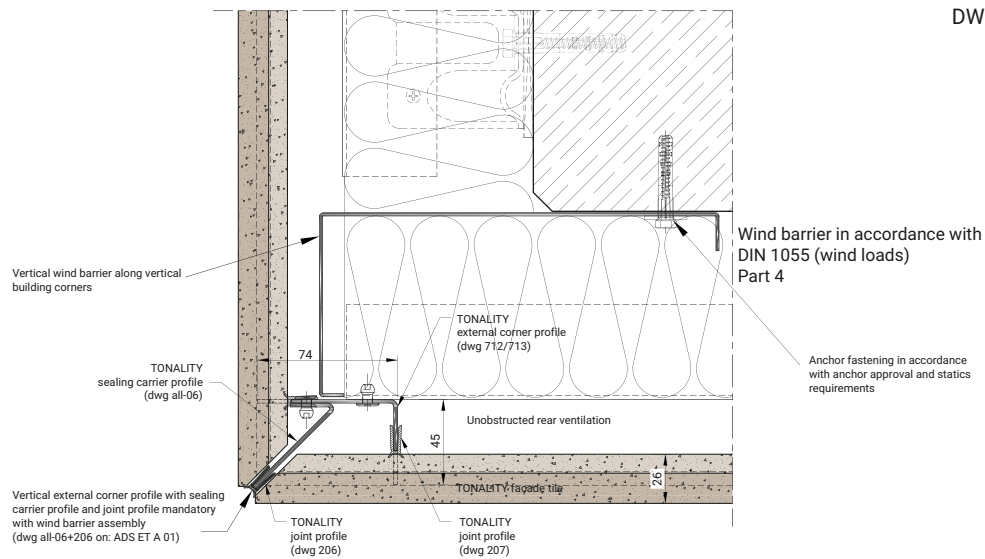 DW
Wind barrier in accordance with
DIN 1055 (wind loads)
Part 4
Vertical wind barrier along vertical
building corners
TONALITY
external corner profile
(dwg 712/713)
74
TONALITY
sealing carrier profile
(dwg all-06)
Anchor fastening in accordance
with anchor approval and statics
requirements
Unobstructed rear ventilation
45
26
TONALITY-façade tile
Vertical external corner profile with sealing
carrier profile and joint profile mandatory
with wind barrier assembly
(dwg all-06+206 on: ADS ET A 01)
TONALITY
joint profile
(dwg 206)
TONALITY
joint profile
(dwg 207)